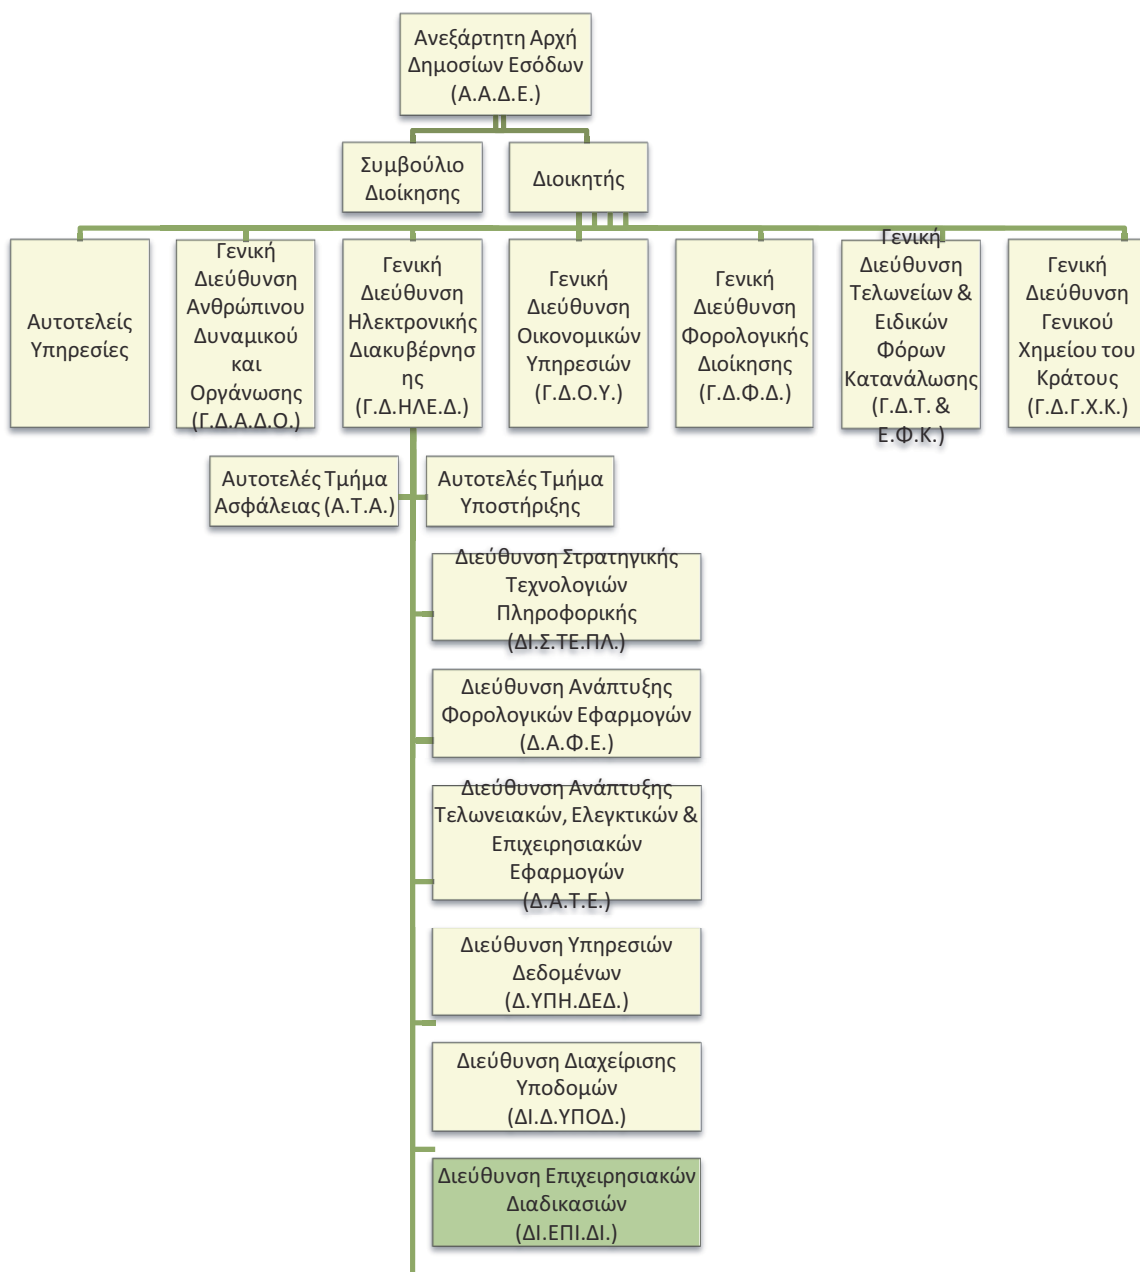 Ανεξάρτητη Αρχή
Δημοσίων Εσόδων
(Α.Α.Δ.Ε.)
Συμβούλιο
Διοίκησης
Διοικητής
Αυτοτελείς
Υπηρεσίες
Γενική
Διεύθυνση
Ανθρώπινου
Δυναμικού
και
Οργάνωσης
(Γ.Δ.Α.Δ.Ο.)
Γενική
Διεύθυνση
Ηλεκτρονικής
Διακυβέρνησ
ης
(Γ.Δ.ΗΛΕ.Δ.)
Γενική
Διεύθυνση
Οικονομικών
Υπηρεσιών
(Γ.Δ.Ο.Υ.)
Γενική
Διεύθυνση
Φορολογικής
Διοίκησης
(Γ.Δ.Φ.Δ.)
Γενική
Διεύθυνση
Τελωνείων &
Ειδικών
Φόρων
Κατανάλωσης
(Γ.Δ.Τ. &
Ε.Φ.Κ.)
Γενική
Διεύθυνση
Γενικού
Χημείου του
Κράτους
(Γ.Δ.Γ.Χ.Κ.)
Αυτοτελές Τμήμα
Ασφάλειας (Α.Τ.Α.)
Αυτοτελές Τμήμα
Υποστήριξης
Διεύθυνση Στρατηγικής
Τεχνολογιών
Πληροφορικής
(ΔΙ.Σ.ΤΕ.ΠΛ.)
Διεύθυνση Ανάπτυξης
Φορολογικών Εφαρμογών
(Δ.Α.Φ.Ε.)
Διεύθυνση Ανάπτυξης
Τελωνειακών, Ελεγκτικών &
Επιχειρησιακών
Εφαρμογών
(Δ.Α.Τ.Ε.)
Διεύθυνση Υπηρεσιών
Δεδομένων
(Δ.ΥΠΗ.ΔΕΔ.)
Διεύθυνση Διαχείρισης
Υποδομών
(ΔΙ.Δ.ΥΠΟΔ.)
Διεύθυνση Επιχειρησιακών
Διαδικασιών
(ΔΙ.ΕΠΙ.ΔΙ.)